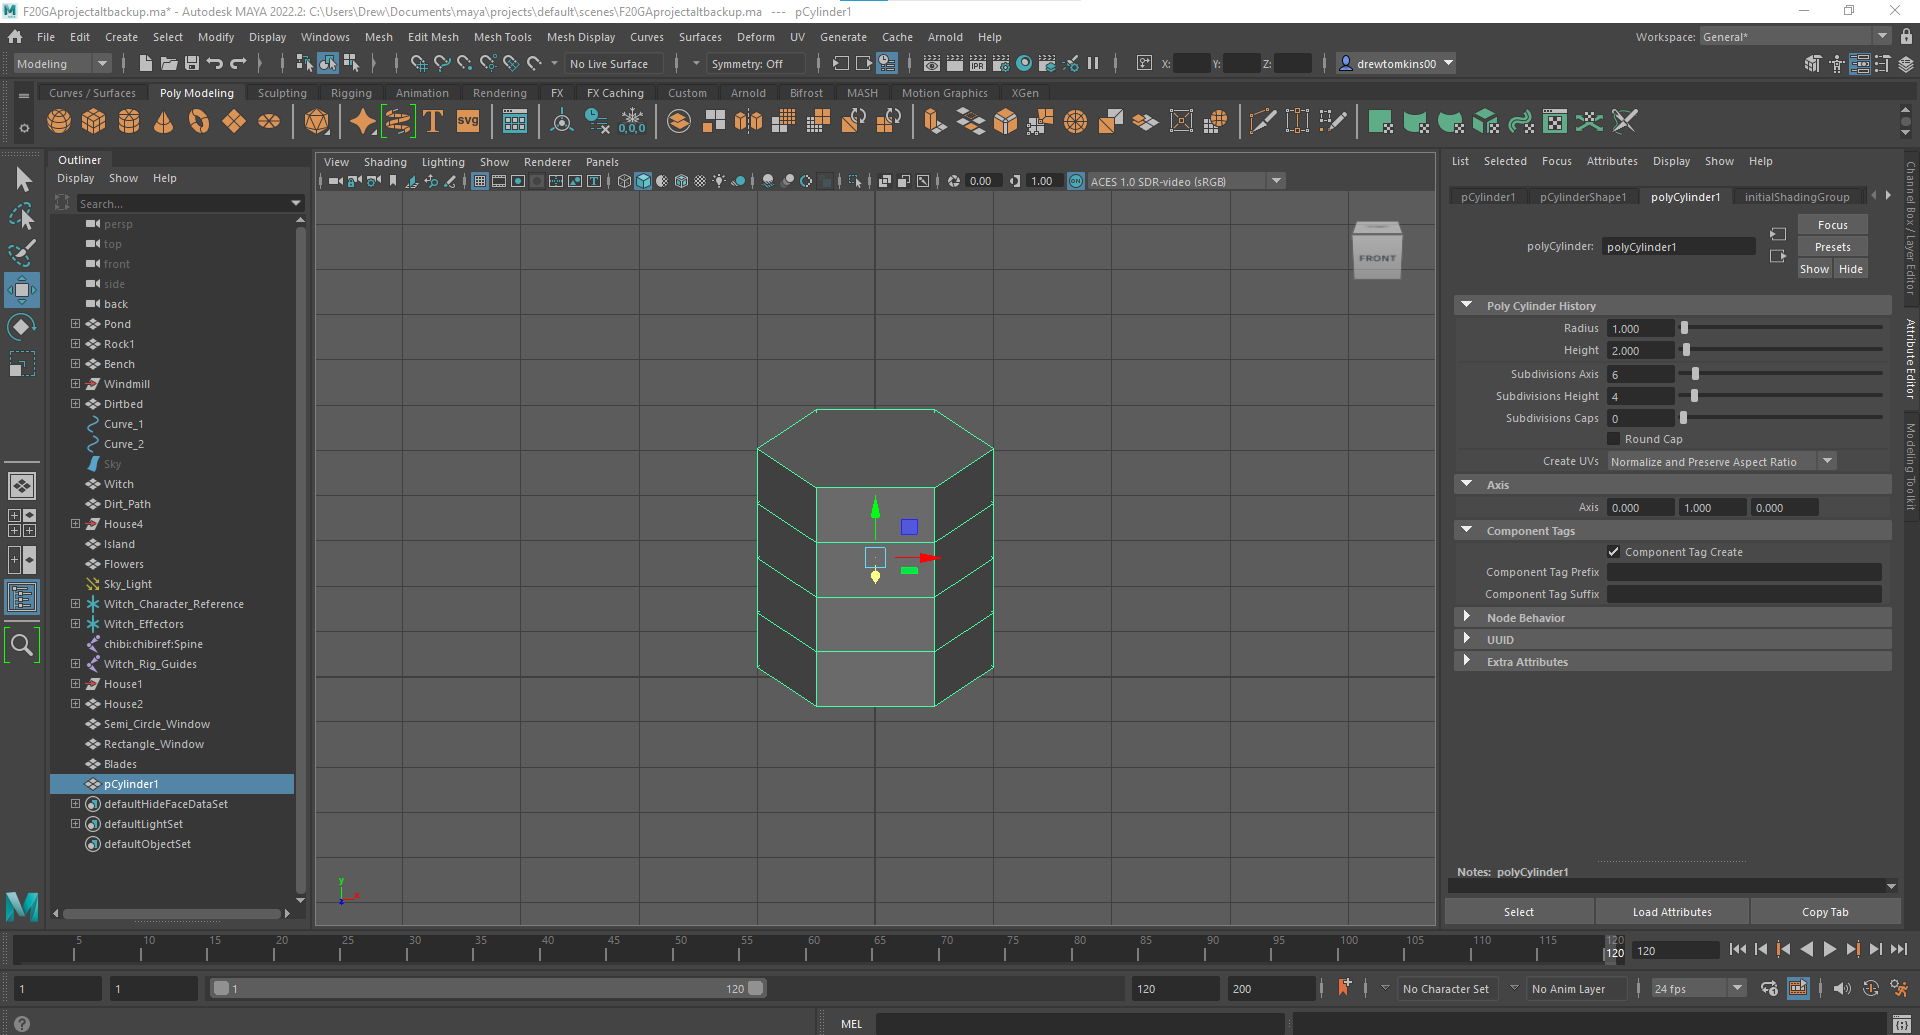 F20GAprojectaltbackup.ma* - Autodesk MAYA 2022.2: C:\Users\Drew\Documents\maya\projects\default\scenes\F20GAprojectaltbackup.ma --- pCylinder1
File Edit Create Select Modify Display Windows Mesh Edit Mesh Mesh Tools Mesh Display Curves Surfaces Deform UV Generate Cache Arnold Help Workspace: General*
Modeling No Live Surface Symmetry: Off X: Y: Z: drewtomkins00
Curves / Surfaces Poly Modeling Sculpting Rigging Animation Rendering FX FX Caching Custom Arnold Bifrost MASH Motion Graphics XGen
T svg 0,0,0
Outliner
Display Show Help
Search...
persp
top
front
side
back
Pond
Rock1
Bench
Windmill
Dirtbed
Curve_1
Curve_2
Sky
Witch
Dirt_Path
House4
Island
Flowers
Sky_Light
Witch_Character_Reference
Witch_Effectors
chibi:chibiref:Spine
Witch_Rig_Guides
House1
House2
Semi_Circle_Window
Rectangle_Window
Blades
pCylinder1
defaultHideFaceDataSet
defaultLightSet
defaultObjectSet
View Shading Lighting Show Renderer Panels
0.00 1.00 ACES 1.0 SDR-video (sRGB)
FRONT
y
x
List Selected Focus Attributes Display Show Help
pCylinder1 pCylinderShape1 polyCylinder1 initialShadingGroup
polyCylinder: polyCylinder1
Focus
Presets
Show Hide
Poly Cylinder History
Radius 1.000
Height 2.000
Subdivisions Axis 6
Subdivisions Height 4
Subdivisions Caps 0
Round Cap
Create UVs Normalize and Preserve Aspect Ratio
Axis
Axis 0.000 1.000 0.000
Component Tags
Component Tag Create
Component Tag Prefix
Component Tag Suffix
Node Behavior
UUID
Extra Attributes
Notes: polyCylinder1
Select Load Attributes Copy Tab
Channel Box / Layer Editor
Attribute Editor
Modeling Toolkit
5 10 15 20 25 30 35 40 45 50 55 60 65 70 75 80 85 90 95 100 105 110 115 120
120 120
1 1 1 120 120 200 No Character Set No Anim Layer 24 fps
MEL